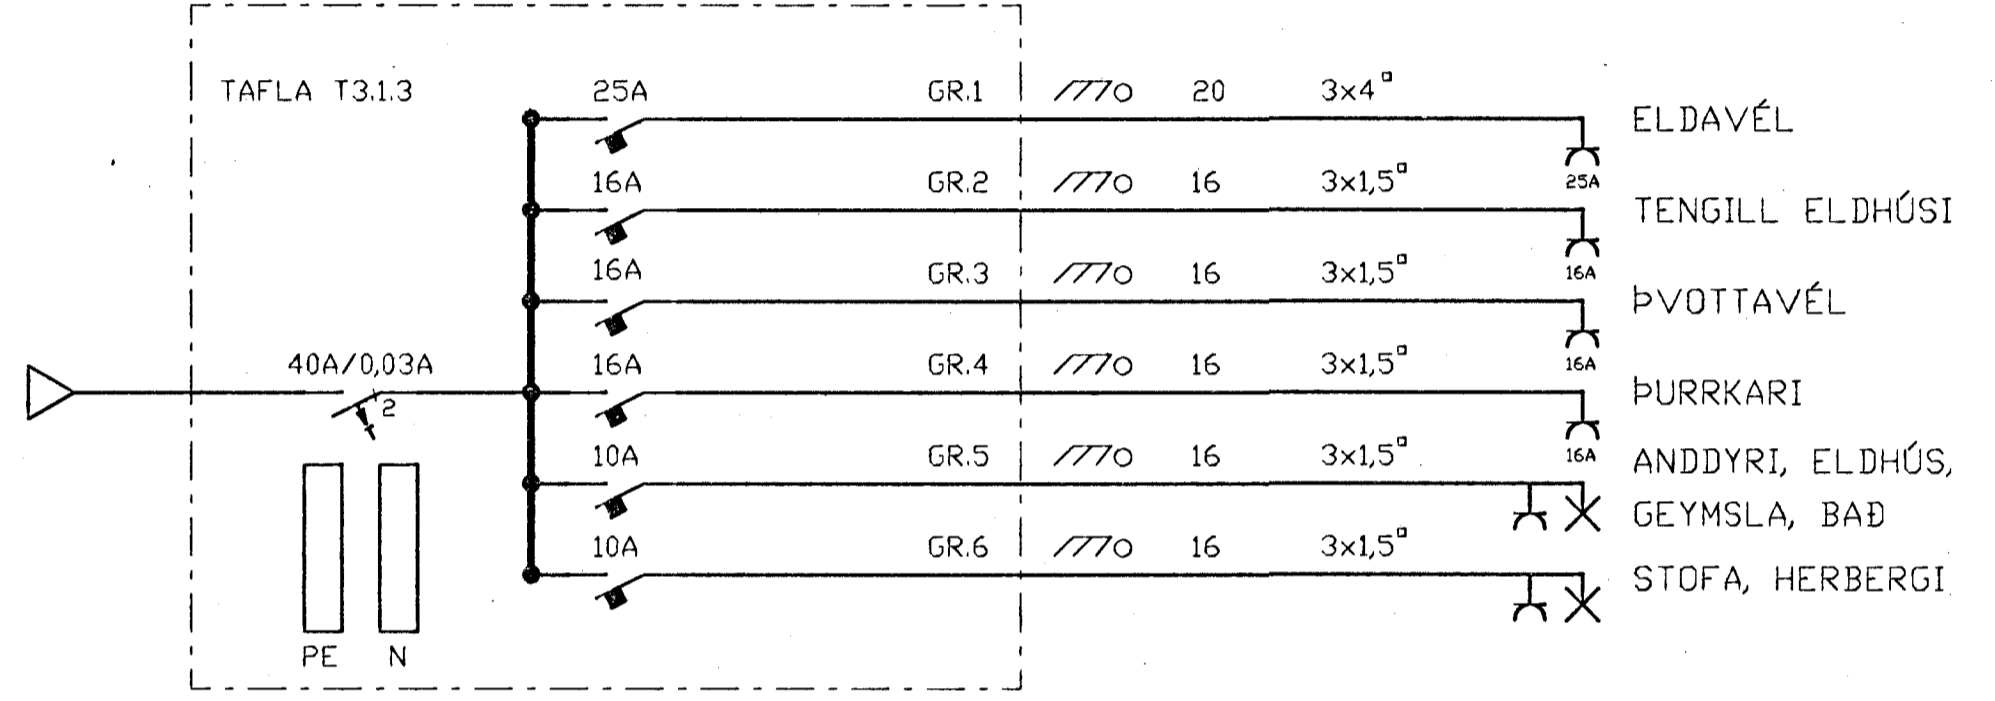 TAFLA T3.1.3 25A GR.1 20 3x4□
ELDAVÉL
25A
16A GR.2 16 3x1,5□
TENGILL ELDHÚSI
16A
16A GR.3 16 3x1,5□
ÞVOTTAVÉL
16A
40A/0,03A 16A GR.4 16 3x1,5□
2
ÞURRKARI
16A
10A GR.5 16 3x1,5□
ANDDYRI, ELDHÚS,
GEYMSLA, BAÐ
10A GR.6 16 3x1,5□
STOFA, HERBERGI
PE N